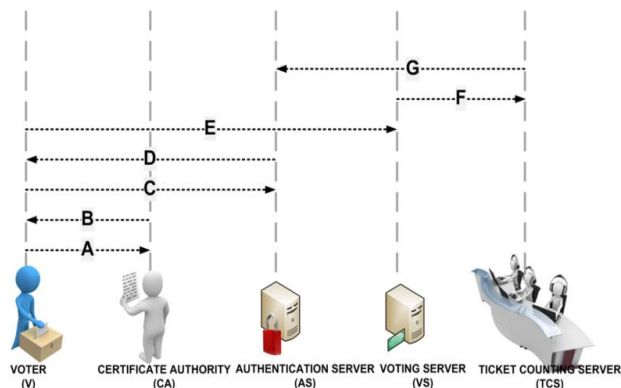 G
F
E
D
C
B
A
VOTER CERTIFICATE AUTHORITY AUTHENTICATION SERVER VOTING SERVER TICKET COUNTING SERVER
(V) (CA) (AS) (VS) (TCS)